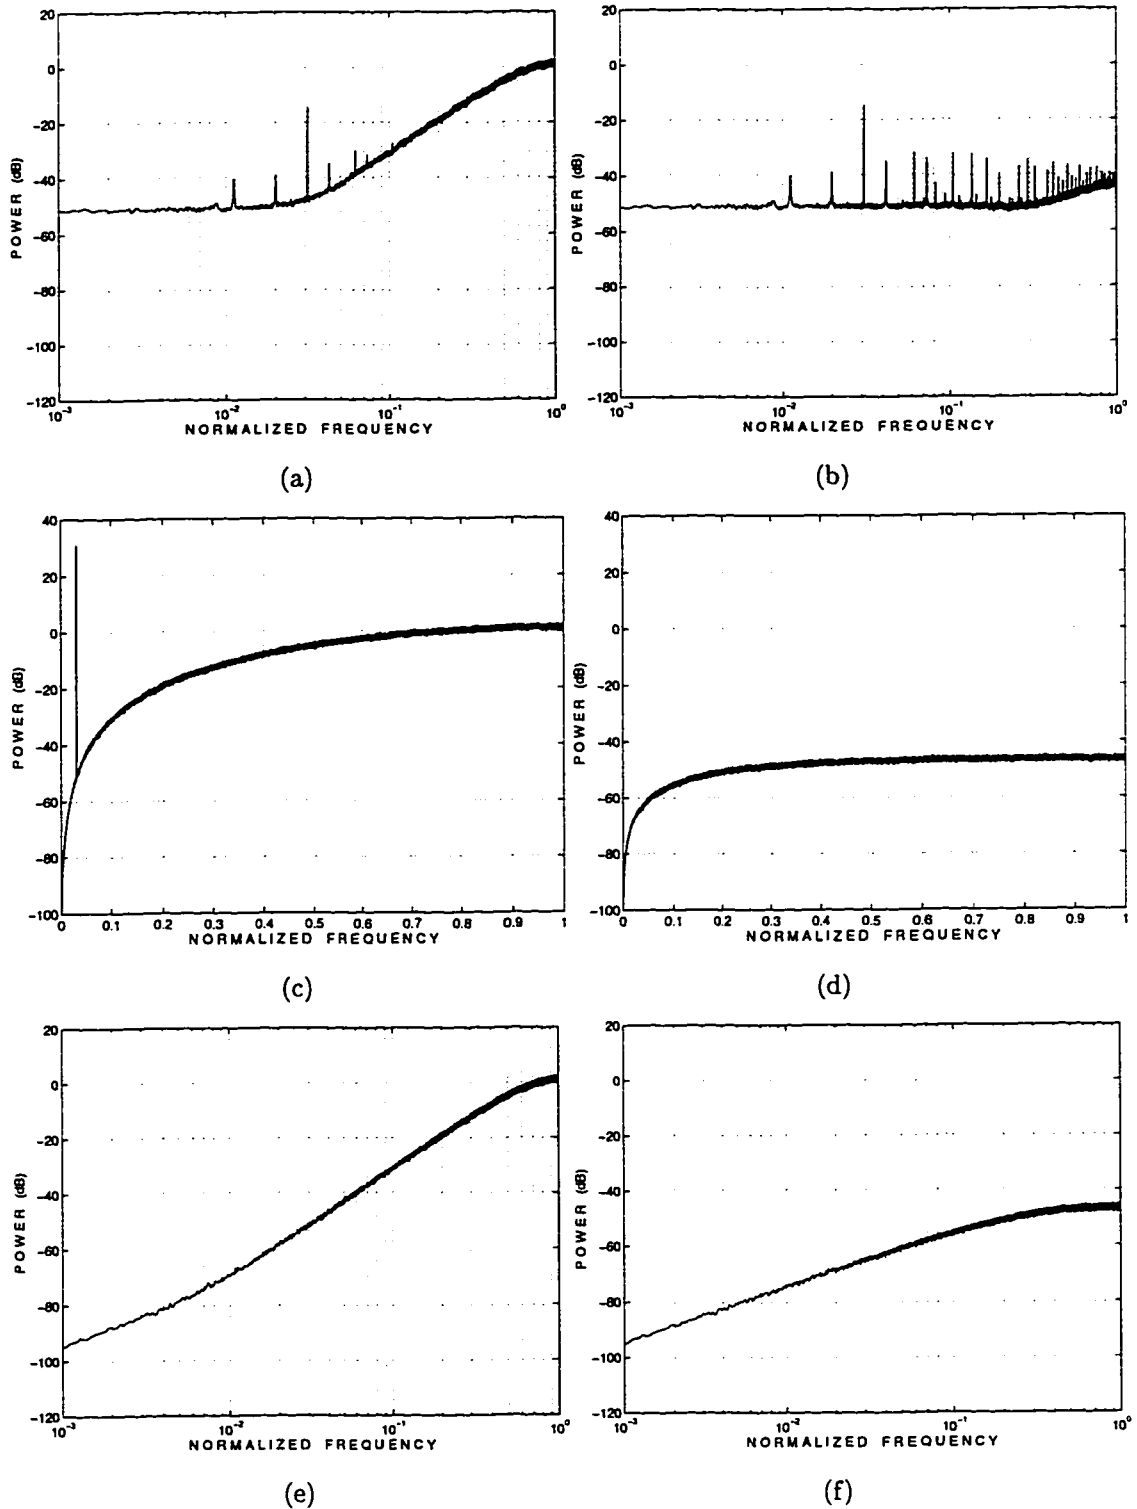 20
0
−20
−40
−60
−80
−100
−120
POWER (dB)
10⁻³ 10⁻² 10⁻¹ 10⁰
NORMALIZED FREQUENCY
(a)
20
0
−20
−40
−60
−80
−100
−120
POWER (dB)
10⁻³ 10⁻² 10⁻¹ 10⁰
NORMALIZED FREQUENCY
(b)
40
20
0
−20
−40
−60
−80
−100
POWER (dB)
0 0.1 0.2 0.3 0.4 0.5 0.6 0.7 0.8 0.9 1
NORMALIZED FREQUENCY
(c)
40
20
0
−20
−40
−60
−80
−100
POWER (dB)
0 0.1 0.2 0.3 0.4 0.5 0.6 0.7 0.8 0.9 1
NORMALIZED FREQUENCY
(d)
20
0
−20
−40
−60
−80
−100
−120
POWER (dB)
10⁻³ 10⁻² 10⁻¹ 10⁰
NORMALIZED FREQUENCY
(e)
20
0
−20
−40
−60
−80
−100
−120
POWER (dB)
10⁻³ 10⁻² 10⁻¹ 10⁰
NORMALIZED FREQUENCY
(f)